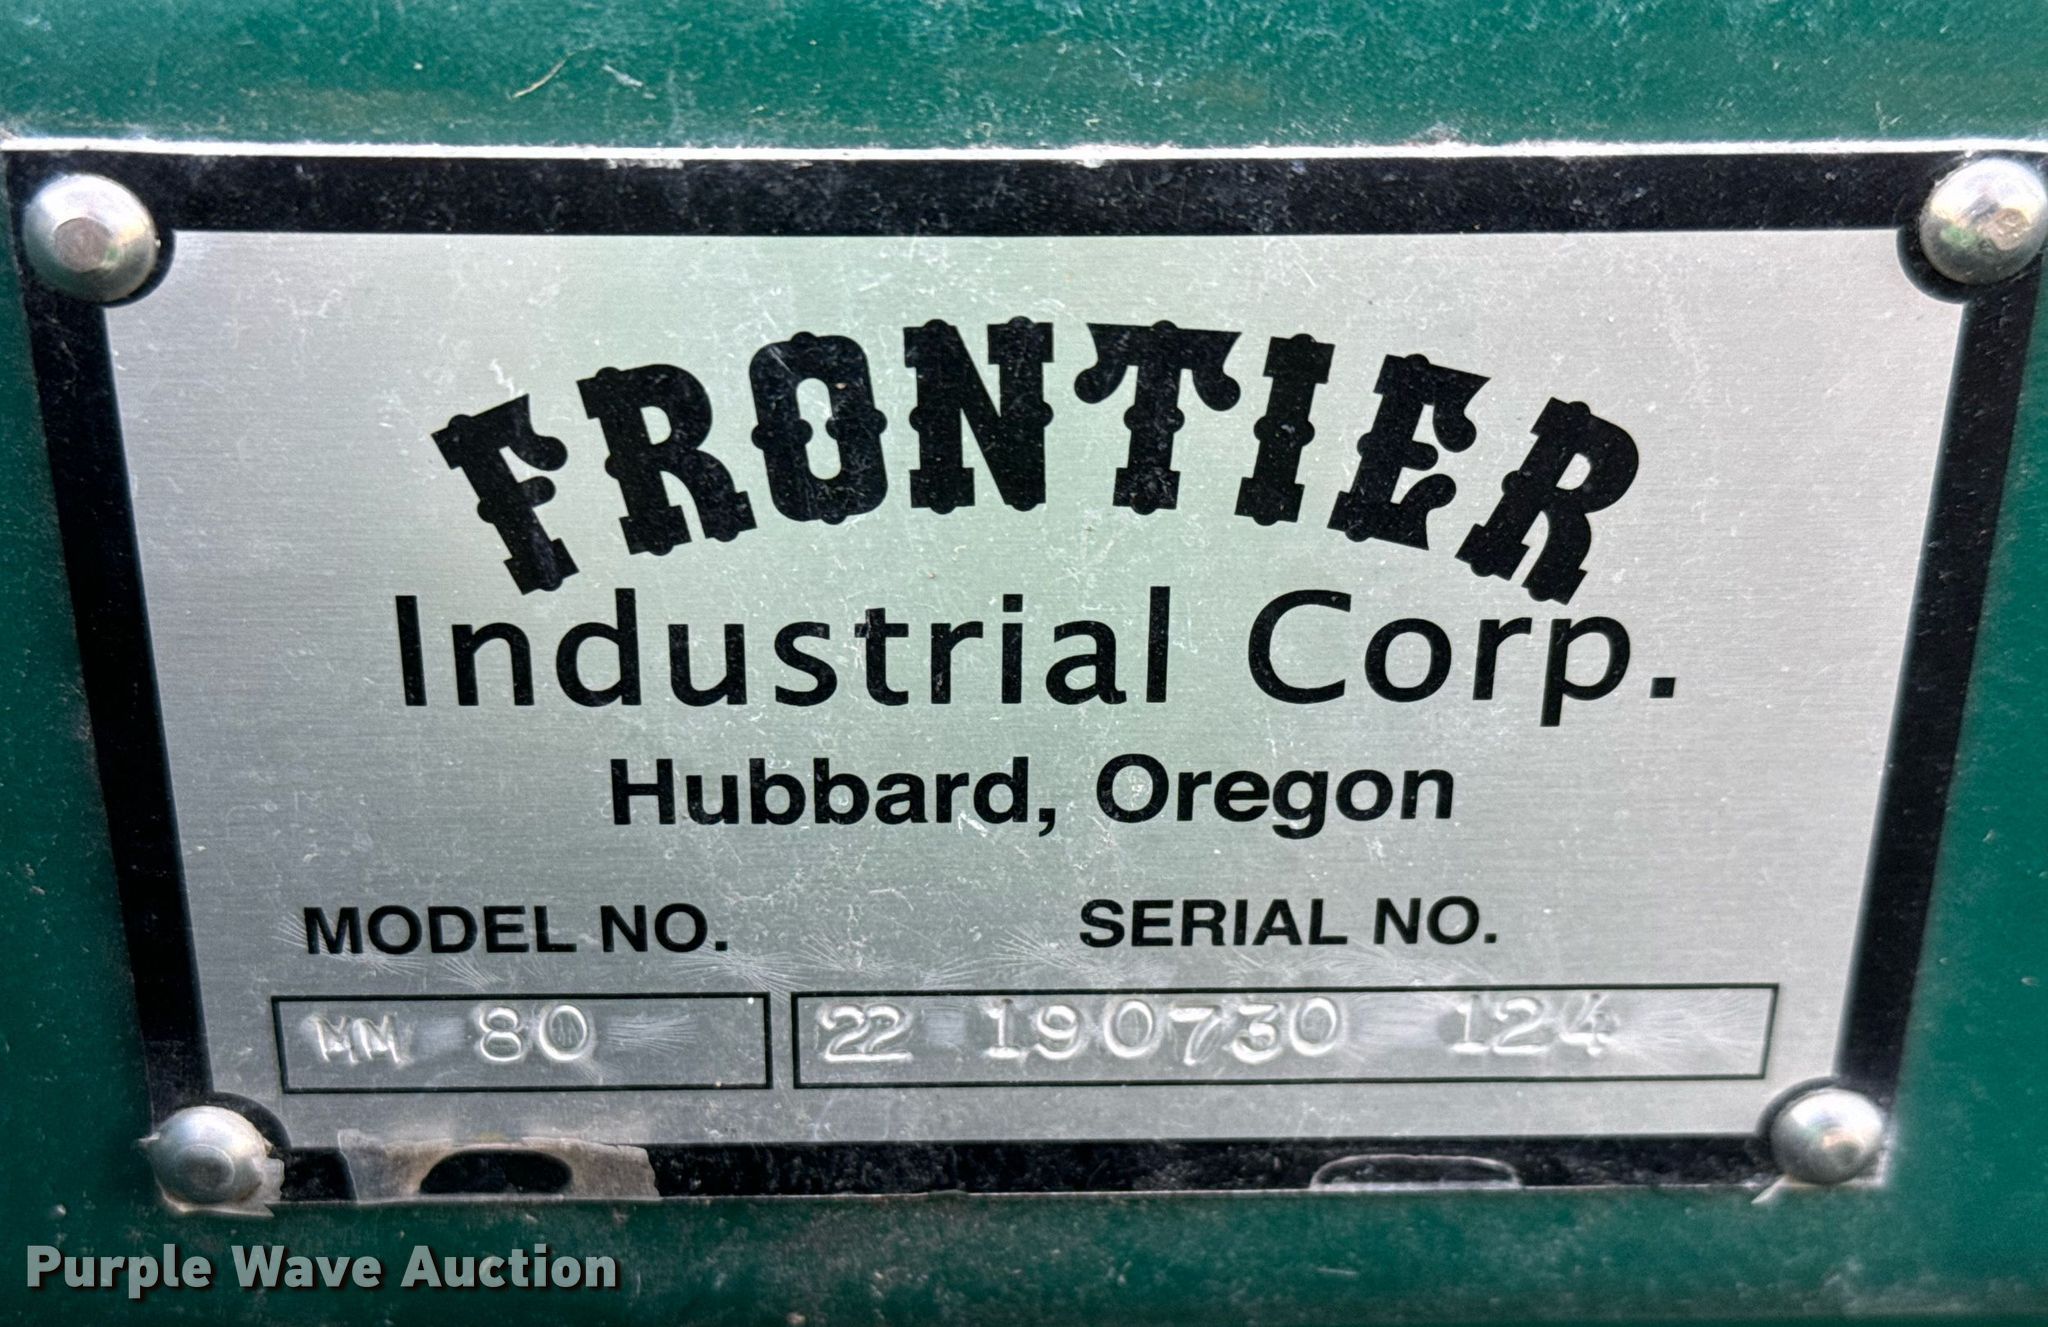 FRONTIER
Industrial Corp.
Hubbard, Oregon
MODEL NO. SERIAL NO.
MM 80 22 190730 124
Purple Wave Auction